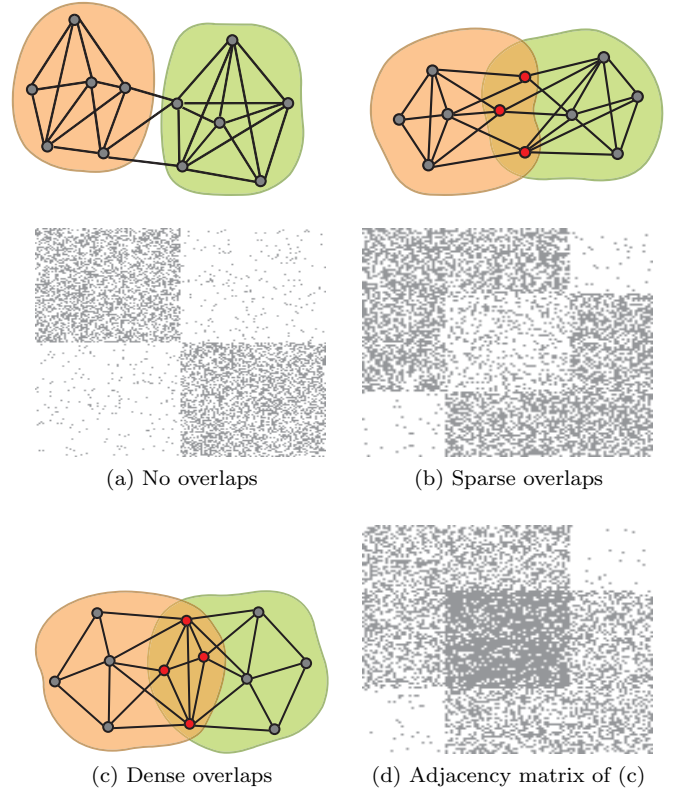 (a) No overlaps
(b) Sparse overlaps
(c) Dense overlaps
(d) Adjacency matrix of (c)